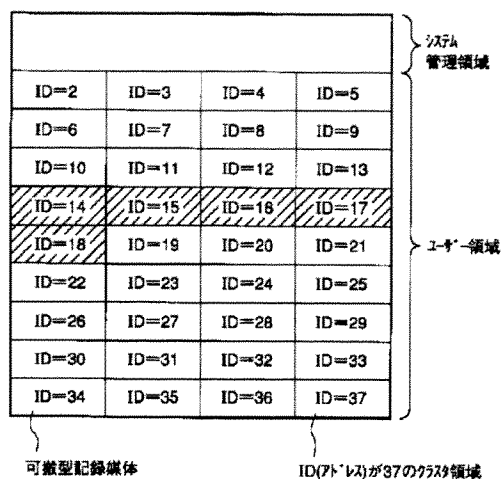 システム
管理領域
ID=2 ID=3 ID=4 ID=5
ID=6 ID=7 ID=8 ID=9
ID=10 ID=11 ID=12 ID=13
ID=14 ID=15 ID=16 ID=17
ID=18 ID=19 ID=20 ID=21
ユーザー領域
ID=22 ID=23 ID=24 ID=25
ID=26 ID=27 ID=28 ID=29
ID=30 ID=31 ID=32 ID=33
ID=34 ID=35 ID=36 ID=37
可搬型記録媒体 ID(アドレス)が37のクラスタ領域